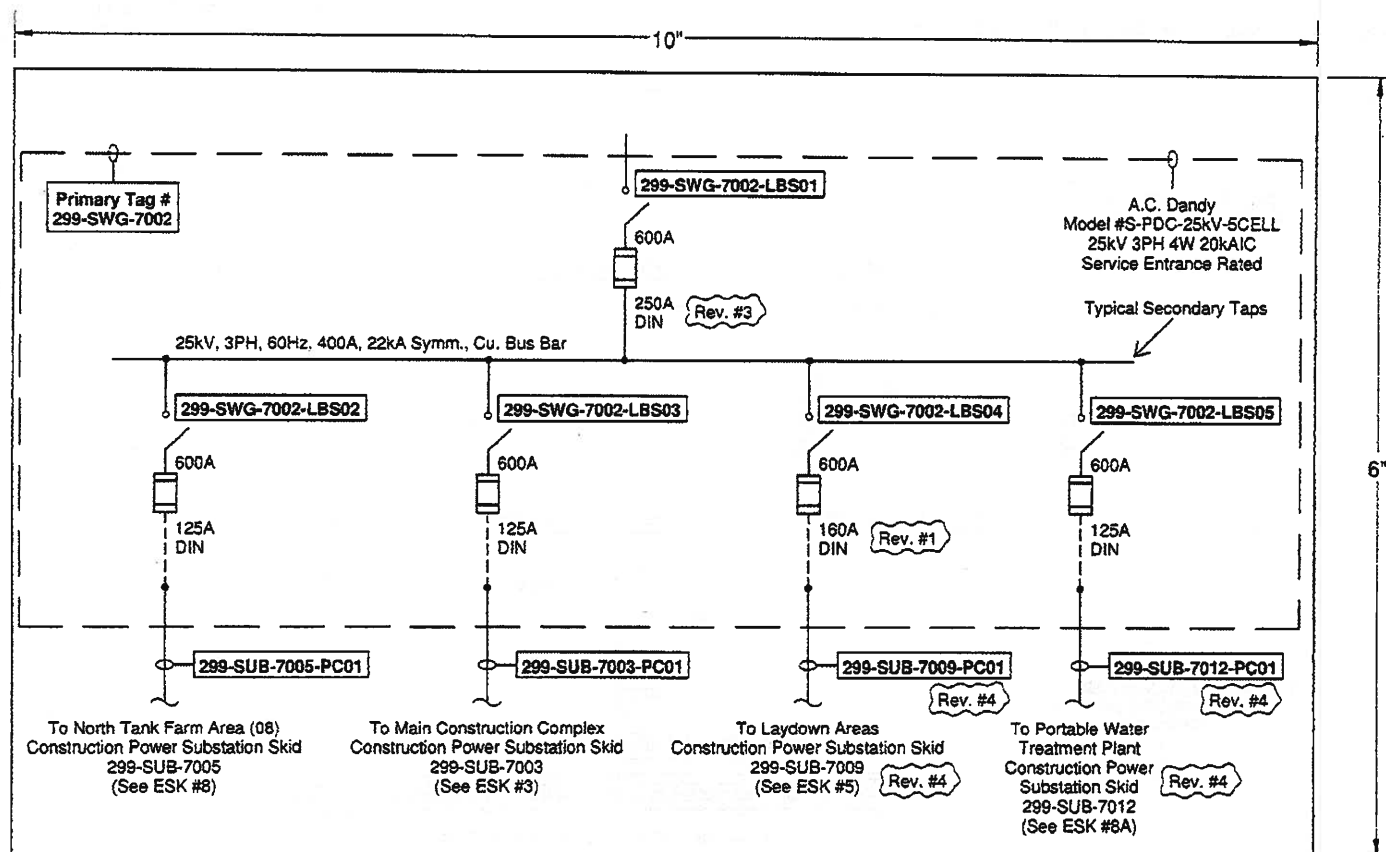 10"
6"
Primary Tag #
299-SWG-7002
299-SWG-7002-LBS01
600A
250A
DIN
Rev. #3
A.C. Dandy
Model #S-PDC-25kV-5CELL
25kV 3PH 4W 20kAIC
Service Entrance Rated
Typical Secondary Taps
25kV, 3PH, 60Hz, 400A, 22kA Symm., Cu. Bus Bar
299-SWG-7002-LBS02
600A
125A
DIN
299-SWG-7002-LBS03
600A
125A
DIN
299-SWG-7002-LBS04
600A
160A
DIN
Rev. #1
299-SWG-7002-LBS05
600A
125A
DIN
299-SUB-7005-PC01
To North Tank Farm Area (08)
Construction Power Substation Skid
299-SUB-7005
(See ESK #8)
299-SUB-7003-PC01
To Main Construction Complex
Construction Power Substation Skid
299-SUB-7003
(See ESK #3)
299-SUB-7009-PC01
Rev. #4
To Laydown Areas
Construction Power Substation Skid
299-SUB-7009
(See ESK #5)
Rev. #4
299-SUB-7012-PC01
Rev. #4
To Portable Water
Treatment Plant
Construction Power
Substation Skid
299-SUB-7012
(See ESK #8A)
Rev. #4